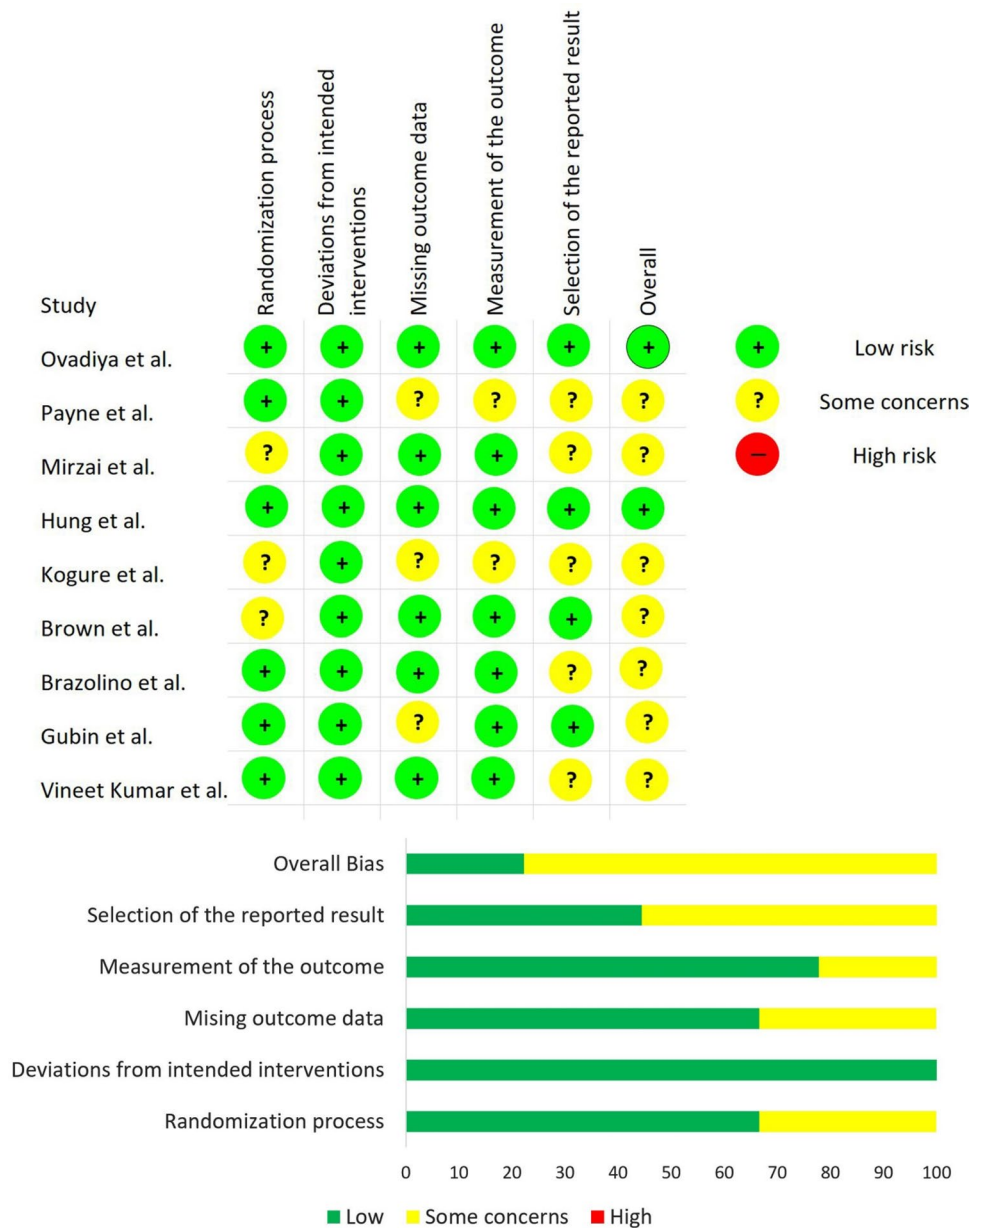 Randomization process
Deviations from intended
interventions
Missing outcome data
Measurement of the outcome
Selection of the reported result
Overall
Study
Ovadiya et al. + + + + + +
Payne et al. + + ? ? ? ?
Mirzai et al. ? + + + ? ?
Hung et al. + + + + + +
Kogure et al. ? + ? ? ? ?
Brown et al. ? + + + + ?
Brazolino et al. + + + + ? ?
Gubin et al. + + ? + + ?
Vineet Kumar et al. + + + + ? ?
+ Low risk
? Some concerns
− High risk
Overall Bias
Selection of the reported result
Measurement of the outcome
Mising outcome data
Deviations from intended interventions
Randomization process
0 10 20 30 40 50 60 70 80 90 100
Low Some concerns High